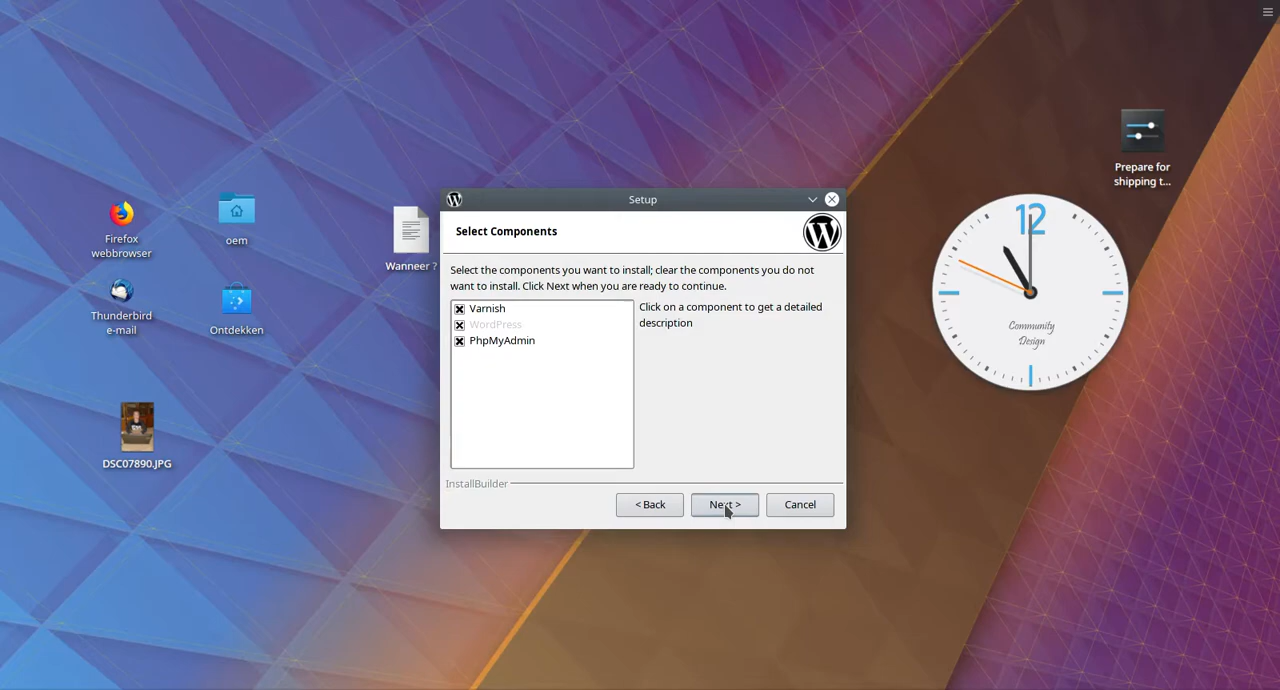 Prepare for
shipping t...
Firefox
webbrowser
oem
Wanneer ?
Thunderbird
e-mail
Ontdekken
DSC07890.JPG
Setup
Select Components
Select the components you want to install; clear the components you do not
want to install. Click Next when you are ready to continue.
Varnish
WordPress
PhpMyAdmin
Click on a component to get a detailed
description
InstallBuilder
< Back
Next >
Cancel
12
Community
Design